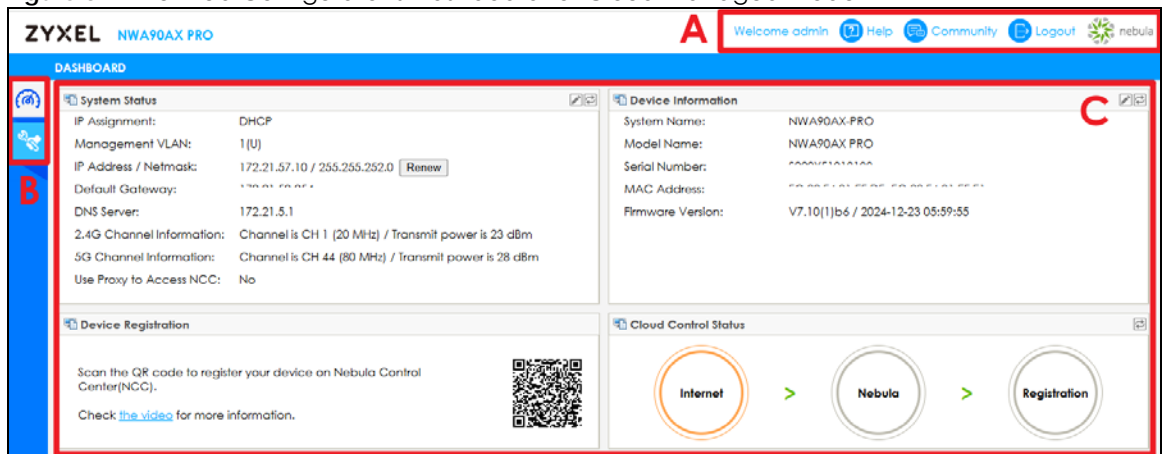 ZYXEL NWA90AX PRO
A
Welcome admin Help Community Logout nebula
DASHBOARD
B
C
System Status
IP Assignment: DHCP
Management VLAN: 1(U)
IP Address / Netmask: 172.21.57.10 / 255.255.252.0 Renew
Default Gateway:
DNS Server: 172.21.5.1
2.4G Channel Information: Channel is CH 1 (20 MHz) / Transmit power is 23 dBm
5G Channel Information: Channel is CH 44 (80 MHz) / Transmit power is 28 dBm
Use Proxy to Access NCC: No
Device Information
System Name: NWA90AX-PRO
Model Name: NWA90AX PRO
Serial Number:
MAC Address:
Firmware Version: V7.10(1)b6 / 2024-12-23 05:59:55
Device Registration
Scan the QR code to register your device on Nebula Control
Center(NCC).
Check the video for more information.
Cloud Control Status
Internet > Nebula > Registration